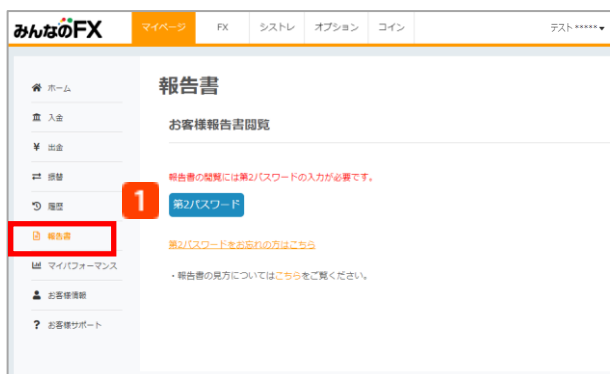 みんなのFX
マイページ FX シストレ オプション コイン テスト*****▼
報告書
お客様報告書閲覧
ホーム
入金
¥ 出金
振替
履歴
報告書
マイパフォーマンス
お客様情報
? お客様サポート
報告書の閲覧には第2パスワードの入力が必要です。
1 第2パスワード
第2パスワードをお忘れの方はこちら
・報告書の見方についてはこちらをご覧ください。